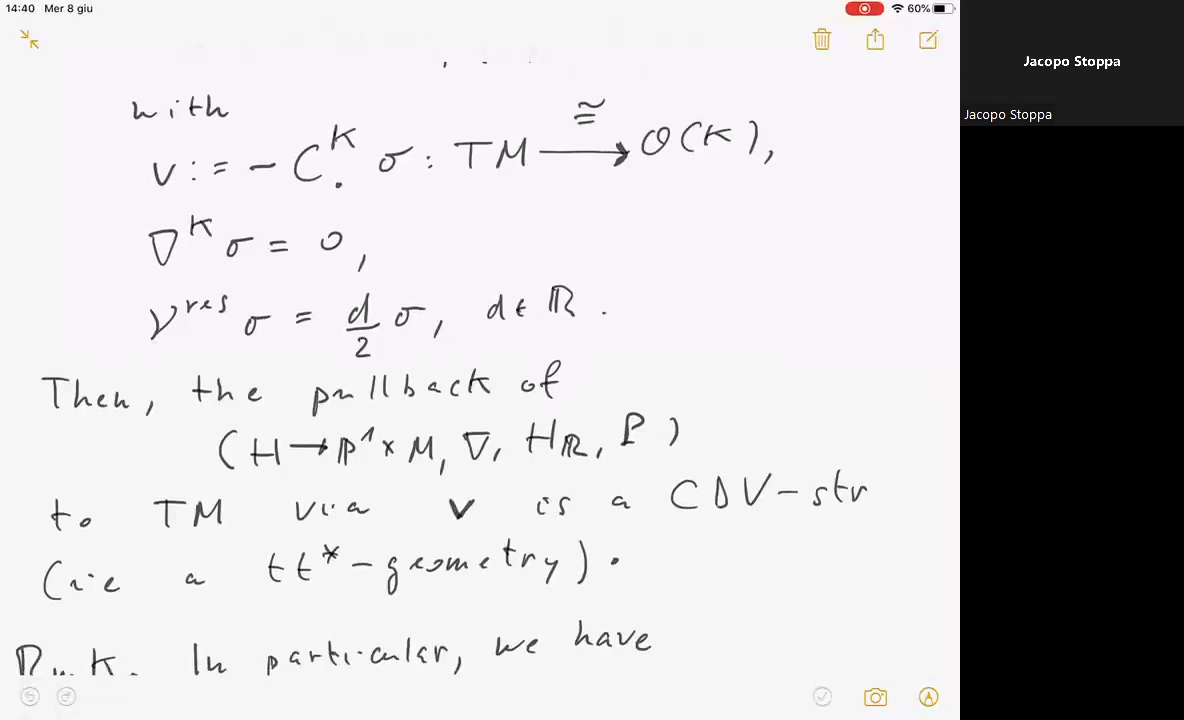 14:40 Mer 8 giu
60%
Jacopo Stoppa
Jacopo Stoppa
with
v := - C.^K σ : TM ⟶^≅ O(K),
∇^K σ = 0,
V^res σ = d/2 σ, d ∈ ℝ.
Then, the pullback of
(H → P^1 × M, ∇, H_ℝ, P)
to TM via v is a CDV-str
(i.e a tt*-geometry).
Rmk. In particular, we have